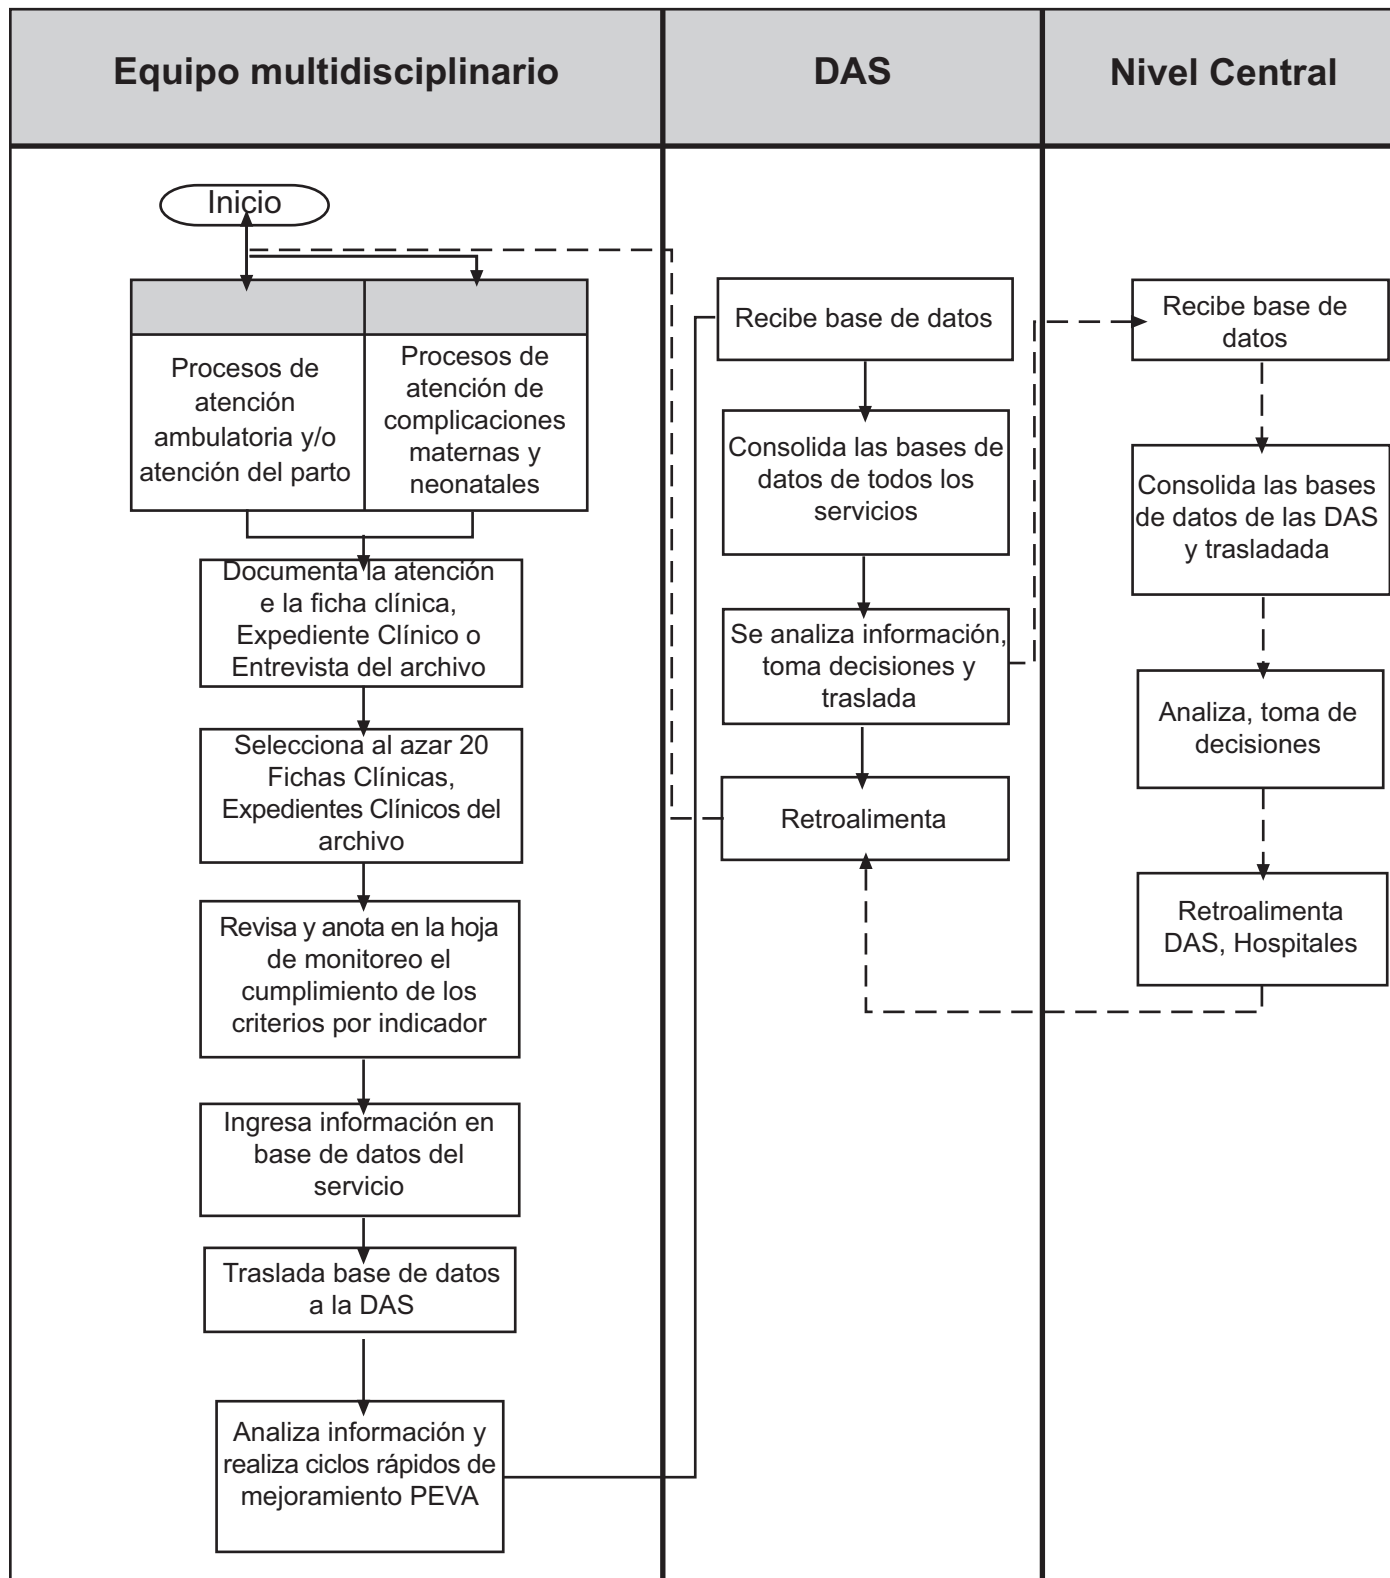 Equipo multidisciplinario
DAS
Nivel Central
Inicio
Procesos de
atención
ambulatoria y/o
atención del parto
Procesos de
atención de
complicaciones
maternas y
neonatales
Documenta la atención
e la ficha clínica,
Expediente Clínico o
Entrevista del archivo
Selecciona al azar 20
Fichas Clínicas,
Expedientes Clínicos del
archivo
Revisa y anota en la hoja
de monitoreo el
cumplimiento de los
criterios por indicador
Ingresa información en
base de datos del
servicio
Traslada base de datos
a la DAS
Analiza información y
realiza ciclos rápidos de
mejoramiento PEVA
Recibe base de datos
Consolida las bases de
datos de todos los
servicios
Se analiza información,
toma decisiones y
traslada
Retroalimenta
Recibe base de
datos
Consolida las bases
de datos de las DAS
y trasladada
Analiza, toma de
decisiones
Retroalimenta
DAS, Hospitales